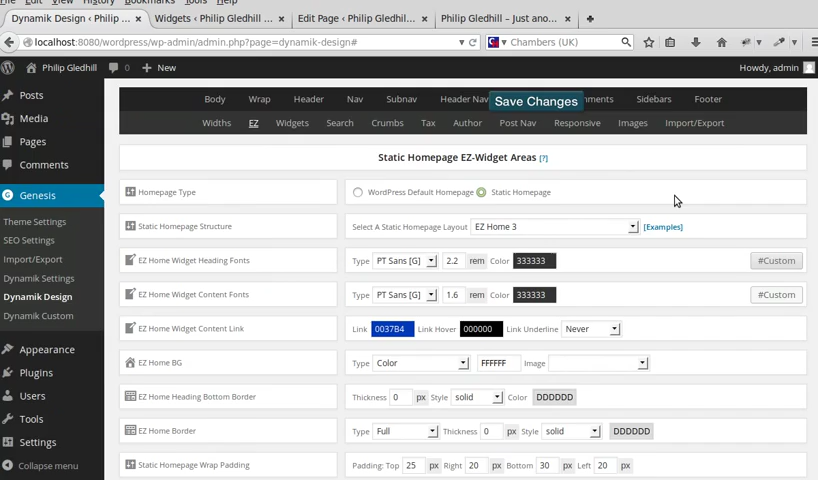 File Edit View History Bookmarks Tools Help
Dynamik Design ‹ Philip ... × Widgets ‹ Philip Gledhill ... × Edit Page ‹ Philip Gledhill... × Philip Gledhill – Just ano... ×
localhost:8080/wordpress/wp-admin/admin.php?page=dynamik-design# Chambers (UK)
Philip Gledhill 0 + New Howdy, admin
Posts
Media
Pages
Comments
Genesis
Theme Settings
SEO Settings
Import/Export
Dynamik Settings
Dynamik Design
Dynamik Custom
Appearance
Plugins
Users
Tools
Settings
Collapse menu
Body Wrap Header Nav Subnav Header Nav Save Changes Sidebars Footer
Widths EZ Widgets Search Crumbs Tax Author Post Nav Responsive Images Import/Export
Static Homepage EZ-Widget Areas [?]
Homepage Type WordPress Default Homepage Static Homepage
Static Homepage Structure Select A Static Homepage Layout EZ Home 3 [Examples]
EZ Home Widget Heading Fonts Type PT Sans [G] 2.2 rem Color 333333 #Custom
EZ Home Widget Content Fonts Type PT Sans [G] 1.6 rem Color 333333 #Custom
EZ Home Widget Content Link Link 0037B4 Link Hover 000000 Link Underline Never
EZ Home BG Type Color FFFFFF Image
EZ Home Heading Bottom Border Thickness 0 px Style solid Color DDDDDD
EZ Home Border Type Full Thickness 0 px Style solid DDDDDD
Static Homepage Wrap Padding Padding: Top 25 px Right 20 px Bottom 30 px Left 20 px